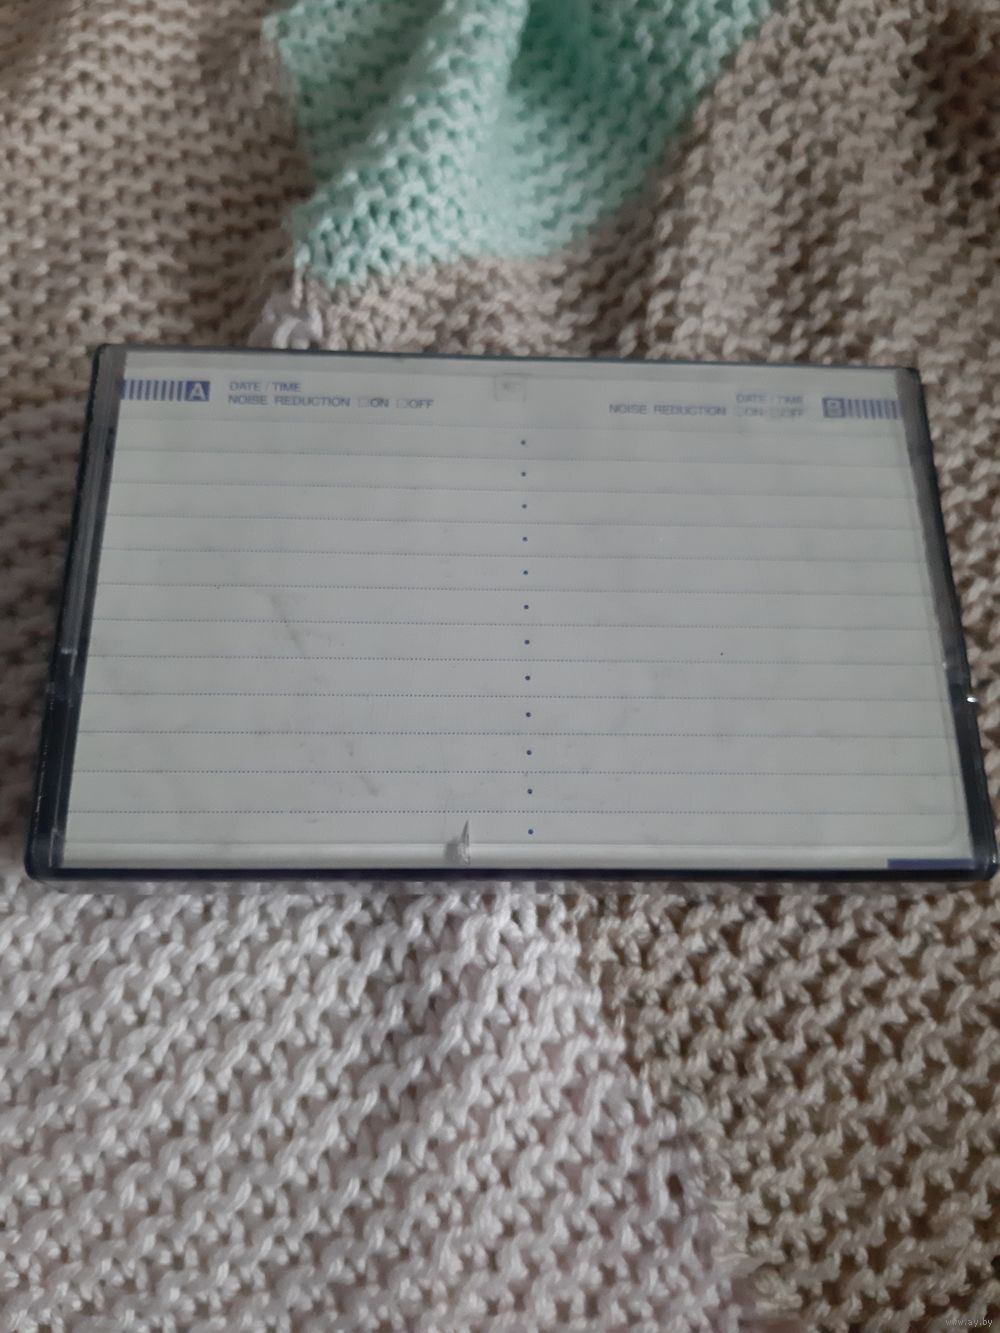 A DATE / TIME
NOISE REDUCTION ☐ON ☐OFF
DATE / TIME B
NOISE REDUCTION ☐ON ☐OFF
www.ay.by